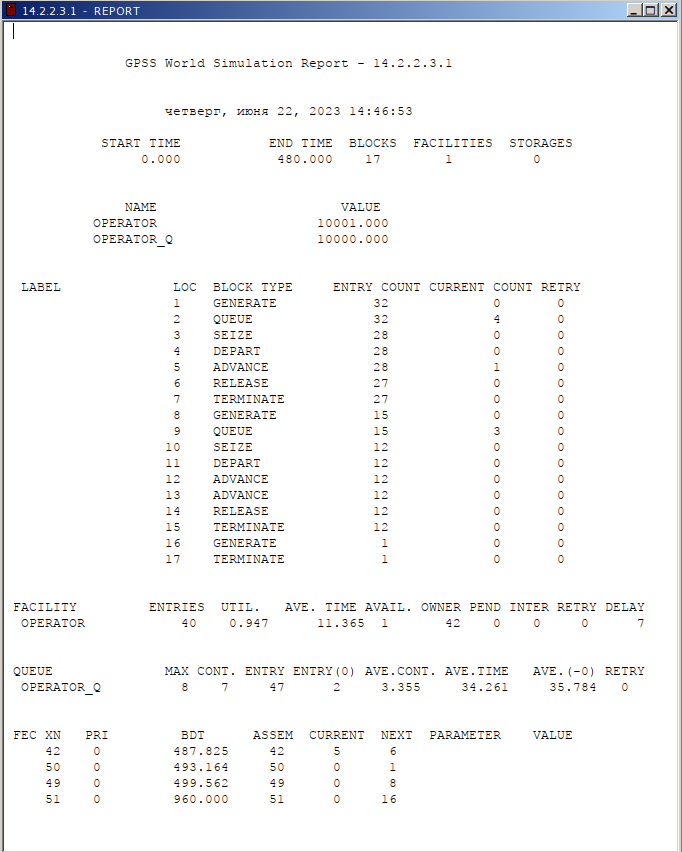 14.2.2.3.1 - REPORT
GPSS World Simulation Report - 14.2.2.3.1
четверг, июня 22, 2023 14:46:53
START TIME END TIME BLOCKS FACILITIES STORAGES
0.000 480.000 17 1 0
NAME VALUE
OPERATOR 10001.000
OPERATOR_Q 10000.000
LABEL LOC BLOCK TYPE ENTRY COUNT CURRENT COUNT RETRY
1 GENERATE 32 0 0
2 QUEUE 32 4 0
3 SEIZE 28 0 0
4 DEPART 28 0 0
5 ADVANCE 28 1 0
6 RELEASE 27 0 0
7 TERMINATE 27 0 0
8 GENERATE 15 0 0
9 QUEUE 15 3 0
10 SEIZE 12 0 0
11 DEPART 12 0 0
12 ADVANCE 12 0 0
13 ADVANCE 12 0 0
14 RELEASE 12 0 0
15 TERMINATE 12 0 0
16 GENERATE 1 0 0
17 TERMINATE 1 0 0
FACILITY ENTRIES UTIL. AVE. TIME AVAIL. OWNER PEND INTER RETRY DELAY
OPERATOR 40 0.947 11.365 1 42 0 0 0 7
QUEUE MAX CONT. ENTRY ENTRY(0) AVE.CONT. AVE.TIME AVE.(-0) RETRY
OPERATOR_Q 8 7 47 2 3.355 34.261 35.784 0
FEC XN PRI BDT ASSEM CURRENT NEXT PARAMETER VALUE
42 0 487.825 42 5 6
50 0 493.164 50 0 1
49 0 499.562 49 0 8
51 0 960.000 51 0 16